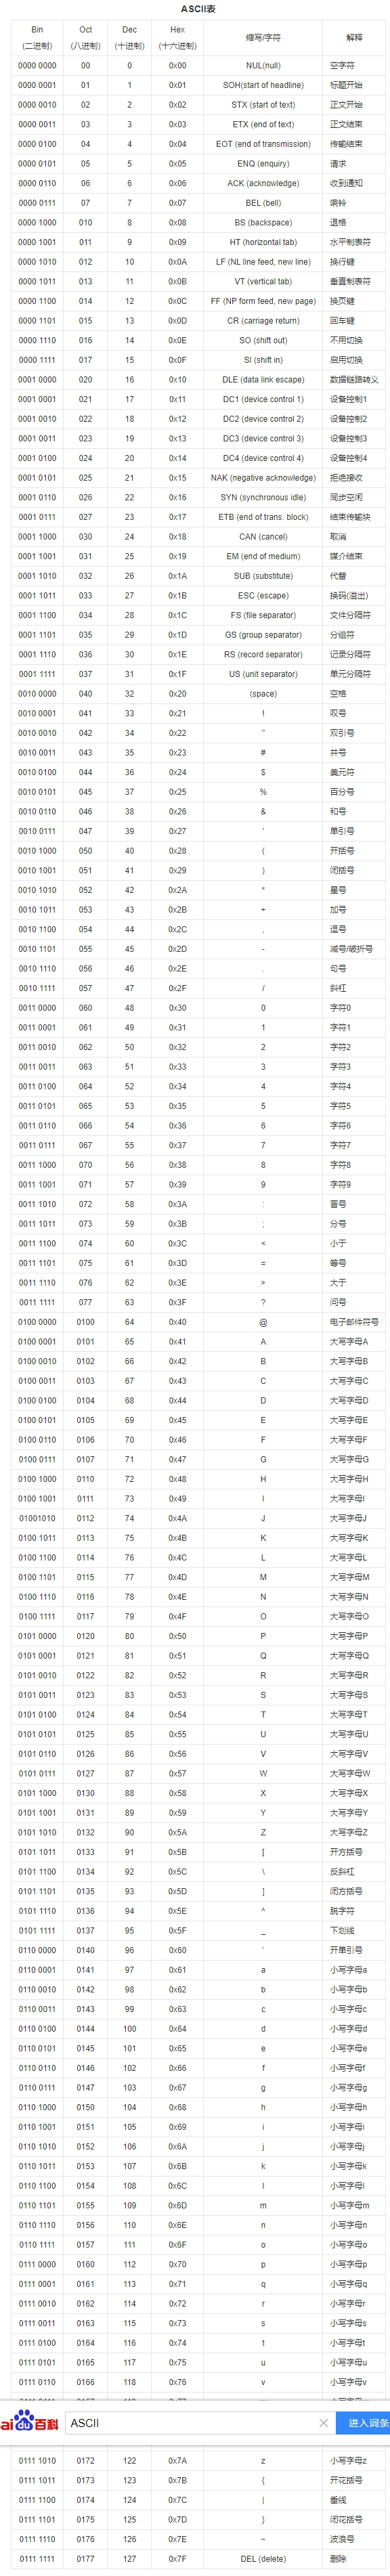 ASCII表
Bin Oct Dec Hex 缩写/字符 解释
(二进制) (八进制) (十进制) (十六进制)
0000 0000 00 0 0x00 NUL(null) 空字符
0000 0001 01 1 0x01 SOH(start of headline) 标题开始
0000 0010 02 2 0x02 STX (start of text) 正文开始
0000 0011 03 3 0x03 ETX (end of text) 正文结束
0000 0100 04 4 0x04 EOT (end of transmission) 传输结束
0000 0101 05 5 0x05 ENQ (enquiry) 请求
0000 0110 06 6 0x06 ACK (acknowledge) 收到通知
0000 0111 07 7 0x07 BEL (bell) 响铃
0000 1000 010 8 0x08 BS (backspace) 退格
0000 1001 011 9 0x09 HT (horizontal tab) 水平制表符
0000 1010 012 10 0x0A LF (NL line feed, new line) 换行键
0000 1011 013 11 0x0B VT (vertical tab) 垂直制表符
0000 1100 014 12 0x0C FF (NP form feed, new page) 换页键
0000 1101 015 13 0x0D CR (carriage return) 回车键
0000 1110 016 14 0x0E SO (shift out) 不用切换
0000 1111 017 15 0x0F SI (shift in) 启用切换
0001 0000 020 16 0x10 DLE (data link escape) 数据链路转义
0001 0001 021 17 0x11 DC1 (device control 1) 设备控制1
0001 0010 022 18 0x12 DC2 (device control 2) 设备控制2
0001 0011 023 19 0x13 DC3 (device control 3) 设备控制3
0001 0100 024 20 0x14 DC4 (device control 4) 设备控制4
0001 0101 025 21 0x15 NAK (negative acknowledge) 拒绝接收
0001 0110 026 22 0x16 SYN (synchronous idle) 同步空闲
0001 0111 027 23 0x17 ETB (end of trans. block) 结束传输块
0001 1000 030 24 0x18 CAN (cancel) 取消
0001 1001 031 25 0x19 EM (end of medium) 媒介结束
0001 1010 032 26 0x1A SUB (substitute) 代替
0001 1011 033 27 0x1B ESC (escape) 换码(溢出)
0001 1100 034 28 0x1C FS (file separator) 文件分隔符
0001 1101 035 29 0x1D GS (group separator) 分组符
0001 1110 036 30 0x1E RS (record separator) 记录分隔符
0001 1111 037 31 0x1F US (unit separator) 单元分隔符
0010 0000 040 32 0x20 (space) 空格
0010 0001 041 33 0x21 ! 叹号
0010 0010 042 34 0x22 " 双引号
0010 0011 043 35 0x23 # 井号
0010 0100 044 36 0x24 $ 美元符
0010 0101 045 37 0x25 % 百分号
0010 0110 046 38 0x26 & 和号
0010 0111 047 39 0x27 ' 单引号
0010 1000 050 40 0x28 ( 开括号
0010 1001 051 41 0x29 ) 闭括号
0010 1010 052 42 0x2A * 星号
0010 1011 053 43 0x2B + 加号
0010 1100 054 44 0x2C , 逗号
0010 1101 055 45 0x2D - 减号/破折号
0010 1110 056 46 0x2E . 句号
0010 1111 057 47 0x2F / 斜杠
0011 0000 060 48 0x30 0 字符0
0011 0001 061 49 0x31 1 字符1
0011 0010 062 50 0x32 2 字符2
0011 0011 063 51 0x33 3 字符3
0011 0100 064 52 0x34 4 字符4
0011 0101 065 53 0x35 5 字符5
0011 0110 066 54 0x36 6 字符6
0011 0111 067 55 0x37 7 字符7
0011 1000 070 56 0x38 8 字符8
0011 1001 071 57 0x39 9 字符9
0011 1010 072 58 0x3A : 冒号
0011 1011 073 59 0x3B ; 分号
0011 1100 074 60 0x3C < 小于
0011 1101 075 61 0x3D = 等号
0011 1110 076 62 0x3E > 大于
0011 1111 077 63 0x3F ? 问号
0100 0000 0100 64 0x40 @ 电子邮件符号
0100 0001 0101 65 0x41 A 大写字母A
0100 0010 0102 66 0x42 B 大写字母B
0100 0011 0103 67 0x43 C 大写字母C
0100 0100 0104 68 0x44 D 大写字母D
0100 0101 0105 69 0x45 E 大写字母E
0100 0110 0106 70 0x46 F 大写字母F
0100 0111 0107 71 0x47 G 大写字母G
0100 1000 0110 72 0x48 H 大写字母H
0100 1001 0111 73 0x49 I 大写字母I
01001010 0112 74 0x4A J 大写字母J
0100 1011 0113 75 0x4B K 大写字母K
0100 1100 0114 76 0x4C L 大写字母L
0100 1101 0115 77 0x4D M 大写字母M
0100 1110 0116 78 0x4E N 大写字母N
0100 1111 0117 79 0x4F O 大写字母O
0101 0000 0120 80 0x50 P 大写字母P
0101 0001 0121 81 0x51 Q 大写字母Q
0101 0010 0122 82 0x52 R 大写字母R
0101 0011 0123 83 0x53 S 大写字母S
0101 0100 0124 84 0x54 T 大写字母T
0101 0101 0125 85 0x55 U 大写字母U
0101 0110 0126 86 0x56 V 大写字母V
0101 0111 0127 87 0x57 W 大写字母W
0101 1000 0130 88 0x58 X 大写字母X
0101 1001 0131 89 0x59 Y 大写字母Y
0101 1010 0132 90 0x5A Z 大写字母Z
0101 1011 0133 91 0x5B [ 开方括号
0101 1100 0134 92 0x5C \ 反斜杠
0101 1101 0135 93 0x5D ] 闭方括号
0101 1110 0136 94 0x5E ^ 脱字符
0101 1111 0137 95 0x5F _ 下划线
0110 0000 0140 96 0x60 ` 开单引号
0110 0001 0141 97 0x61 a 小写字母a
0110 0010 0142 98 0x62 b 小写字母b
0110 0011 0143 99 0x63 c 小写字母c
0110 0100 0144 100 0x64 d 小写字母d
0110 0101 0145 101 0x65 e 小写字母e
0110 0110 0146 102 0x66 f 小写字母f
0110 0111 0147 103 0x67 g 小写字母g
0110 1000 0150 104 0x68 h 小写字母h
0110 1001 0151 105 0x69 i 小写字母i
0110 1010 0152 106 0x6A j 小写字母j
0110 1011 0153 107 0x6B k 小写字母k
0110 1100 0154 108 0x6C l 小写字母l
0110 1101 0155 109 0x6D m 小写字母m
0110 1110 0156 110 0x6E n 小写字母n
0110 1111 0157 111 0x6F o 小写字母o
0111 0000 0160 112 0x70 p 小写字母p
0111 0001 0161 113 0x71 q 小写字母q
0111 0010 0162 114 0x72 r 小写字母r
0111 0011 0163 115 0x73 s 小写字母s
0111 0100 0164 116 0x74 t 小写字母t
0111 0101 0165 117 0x75 u 小写字母u
0111 0110 0166 118 0x76 v 小写字母v
ai du 百科 ASCII 进入词条
0111 1010 0172 122 0x7A z 小写字母z
0111 1011 0173 123 0x7B { 开花括号
0111 1100 0174 124 0x7C | 垂线
0111 1101 0175 125 0x7D } 闭花括号
0111 1110 0176 126 0x7E ~ 波浪号
0111 1111 0177 127 0x7F DEL (delete) 删除